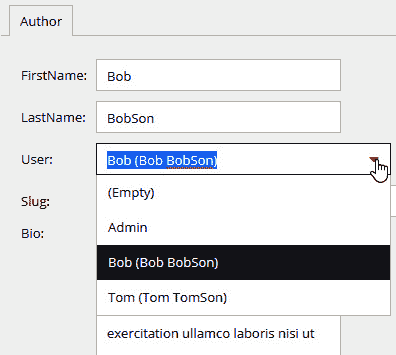 Author
FirstName: Bob
LastName: BobSon
User: Bob (Bob BobSon)
(Empty)
Slug:
Admin
Bio:
Bob (Bob BobSon)
Tom (Tom TomSon)
exercitation ullamco laboris nisi ut